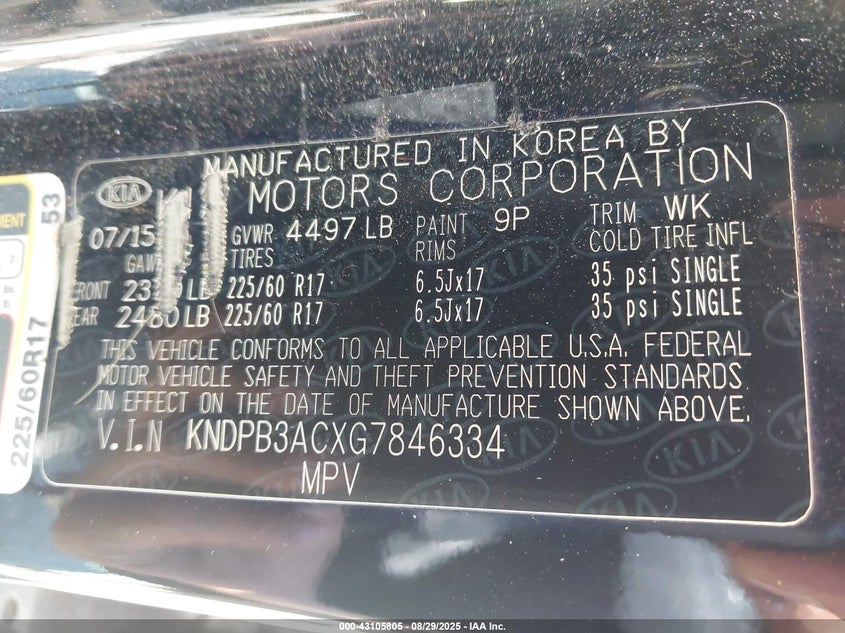 MANUFACTURED IN KOREA BY
KIA MOTORS CORPORATION
07/15 GVWR 4497 LB PAINT 9P TRIM WK
TIRES RIMS COLD TIRE INFL
LB 225/60 R17 6.5Jx17 35 psi SINGLE
LB 225/60 R17 6.5Jx17 35 psi SINGLE
THIS VEHICLE CONFORMS TO ALL APPLICABLE U.S.A. FEDERAL
MOTOR VEHICLE SAFETY AND THEFT PREVENTION STANDARDS
IN EFFECT ON THE DATE OF MANUFACTURE SHOWN ABOVE.
V.I.N KNDPB3ACXG7846334
MPV
225/60R17
53
000-43105805 - 08/29/2025 - IAA Inc.